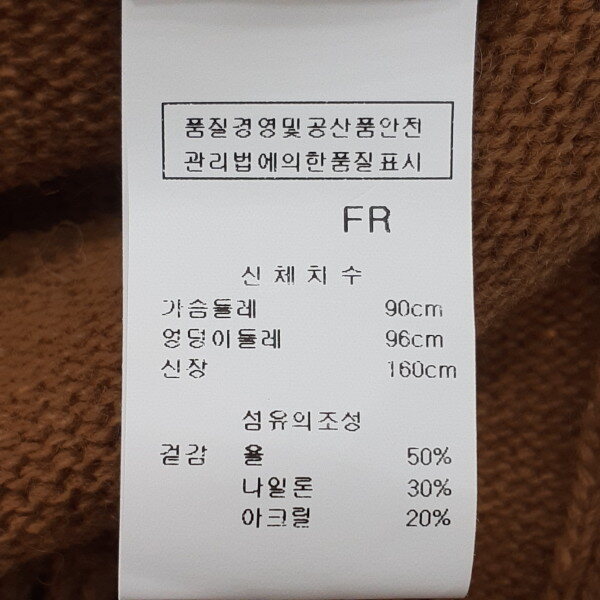 품질경영및공산품안전
관리법에의한품질표시
FR
신체치수
가슴둘레 90cm
엉덩이둘레 96cm
신장 160cm
섬유의조성
겉감 울 50%
나일론 30%
아크릴 20%